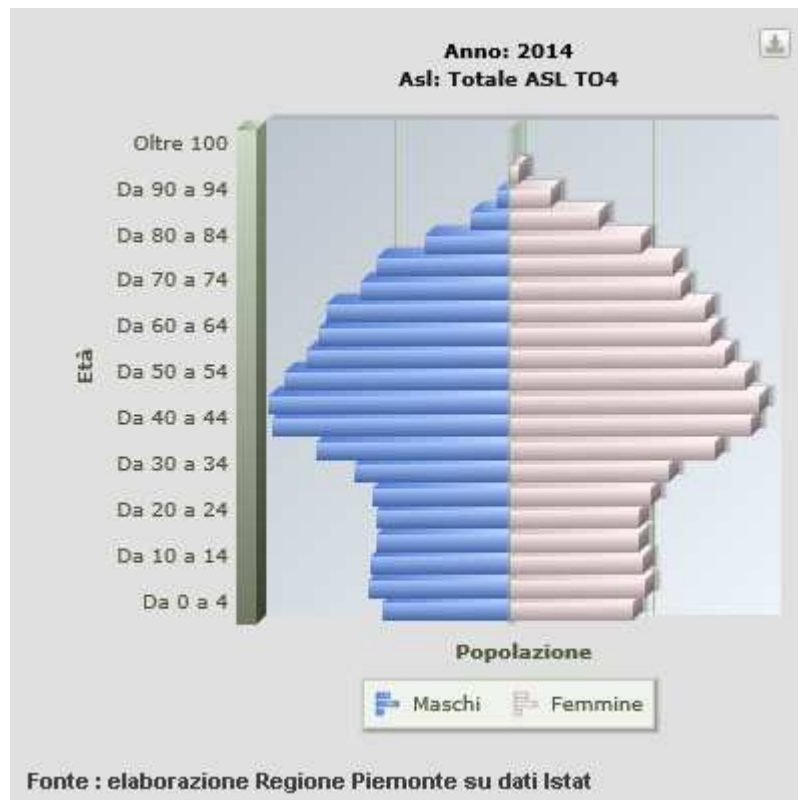 Anno: 2014
Asl: Totale ASL TO4
Oltre 100
Da 90 a 94
Da 80 a 84
Da 70 a 74
Da 60 a 64
Età
Da 50 a 54
Da 40 a 44
Da 30 a 34
Da 20 a 24
Da 10 a 14
Da 0 a 4
Popolazione
Maschi Femmine
Fonte : elaborazione Regione Piemonte su dati Istat